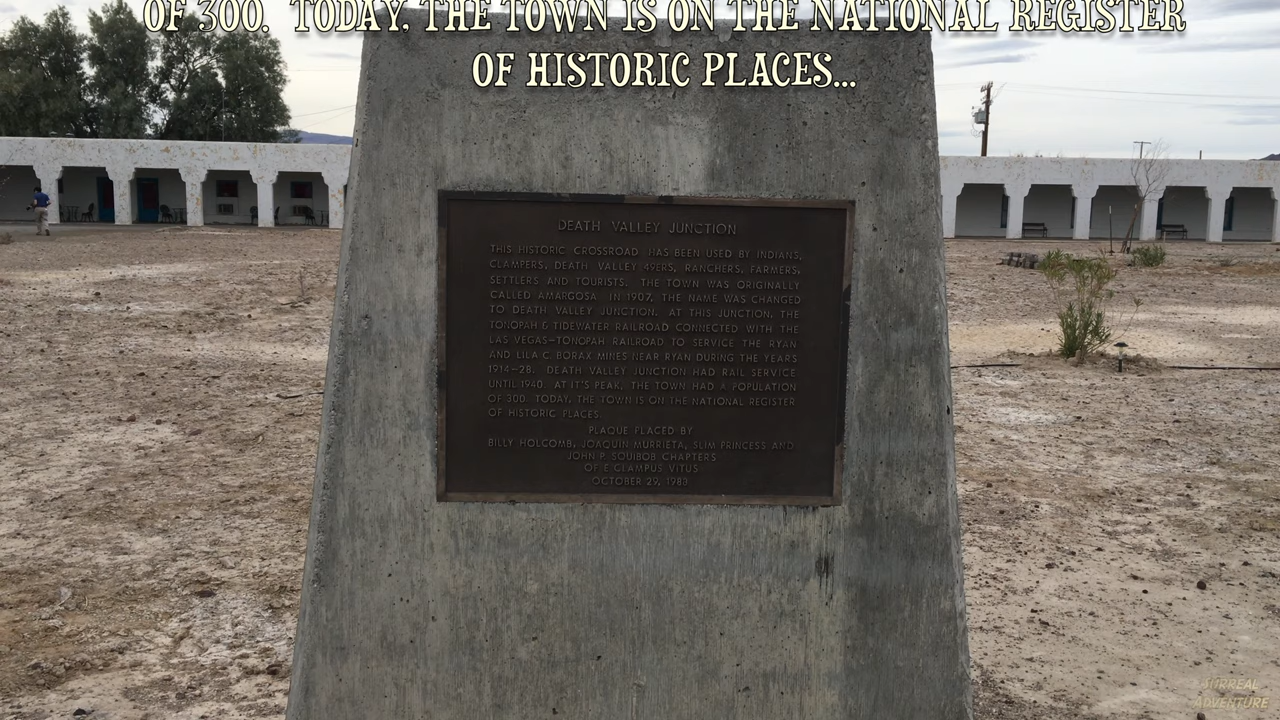 OF 300. TODAY, THE TOWN IS ON THE NATIONAL REGISTER
OF HISTORIC PLACES...
DEATH VALLEY JUNCTION
THIS HISTORIC CROSSROAD HAS BEEN USED BY INDIANS,
CLAMPERS, DEATH VALLEY 49ERS, RANCHERS, FARMERS,
SETTLERS AND TOURISTS. THE TOWN WAS ORIGINALLY
CALLED AMARGOSA. IN 1907, THE NAME WAS CHANGED
TO DEATH VALLEY JUNCTION. AT THIS JUNCTION, THE
TONOPAH & TIDEWATER RAILROAD CONNECTED WITH THE
LAS VEGAS-TONOPAH RAILROAD TO SERVICE THE RYAN
AND LILA C. BORAX MINES NEAR RYAN DURING THE YEARS
1914-28. DEATH VALLEY JUNCTION HAD RAIL SERVICE
UNTIL 1940. AT IT'S PEAK, THE TOWN HAD A POPULATION
OF 300. TODAY, THE TOWN IS ON THE NATIONAL REGISTER
OF HISTORIC PLACES.
PLAQUE PLACED BY
BILLY HOLCOMB, JOAQUIN MURRIETA, SLIM PRINCESS AND
JOHN P. SQUIBOB CHAPTERS
OF E CLAMPUS VITUS
OCTOBER 29, 1983
SURREAL
ADVENTURE